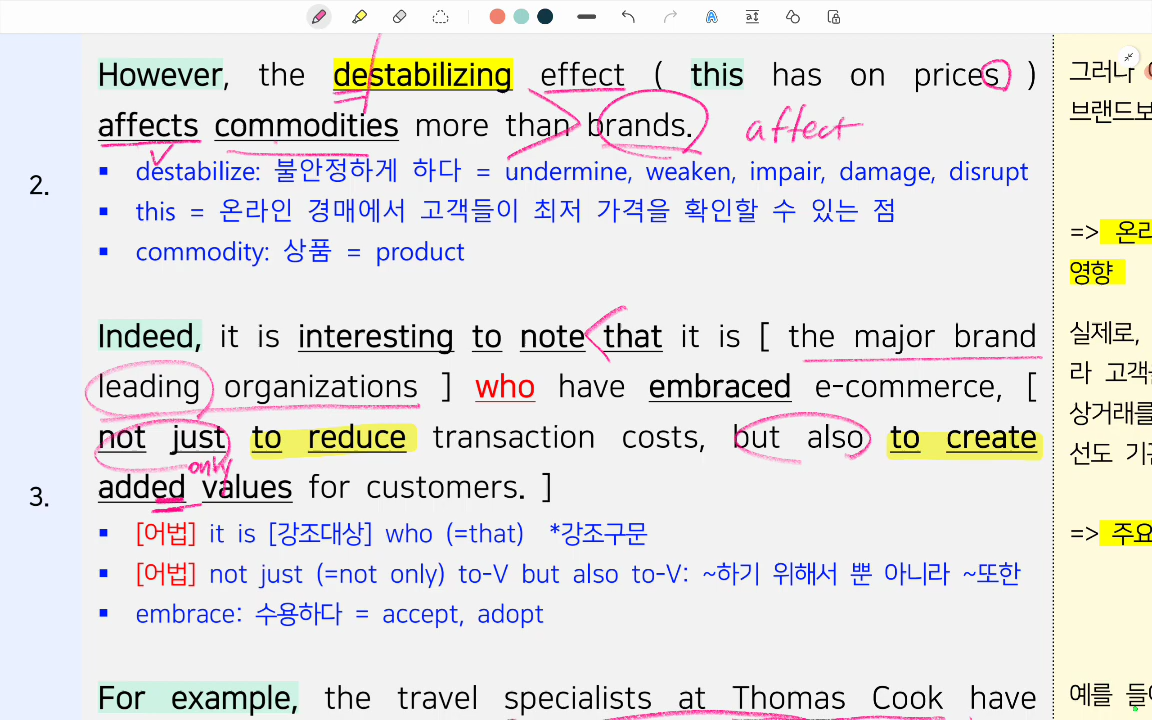 However, the destabilizing effect ( this has on prices ) 그러나
affects commodities more than brands. affect 브랜드보
2.
▪ destabilize: 불안정하게 하다 = undermine, weaken, impair, damage, disrupt
▪ this = 온라인 경매에서 고객들이 최저 가격을 확인할 수 있는 점
=> 온라
▪ commodity: 상품 = product
영향
Indeed, it is interesting to note that it is [ the major brand 실제로,
leading organizations ] who have embraced e-commerce, [ 라 고객
상거래를
not just to reduce transaction costs, but also to create 선도 기
only
added values for customers. ]
3.
▪ [어법] it is [강조대상] who (=that) *강조구문
=> 주요
▪ [어법] not just (=not only) to-V but also to-V: ~하기 위해서 뿐 아니라 ~또한
▪ embrace: 수용하다 = accept, adopt
For example, the travel specialists at Thomas Cook have 예를 들어